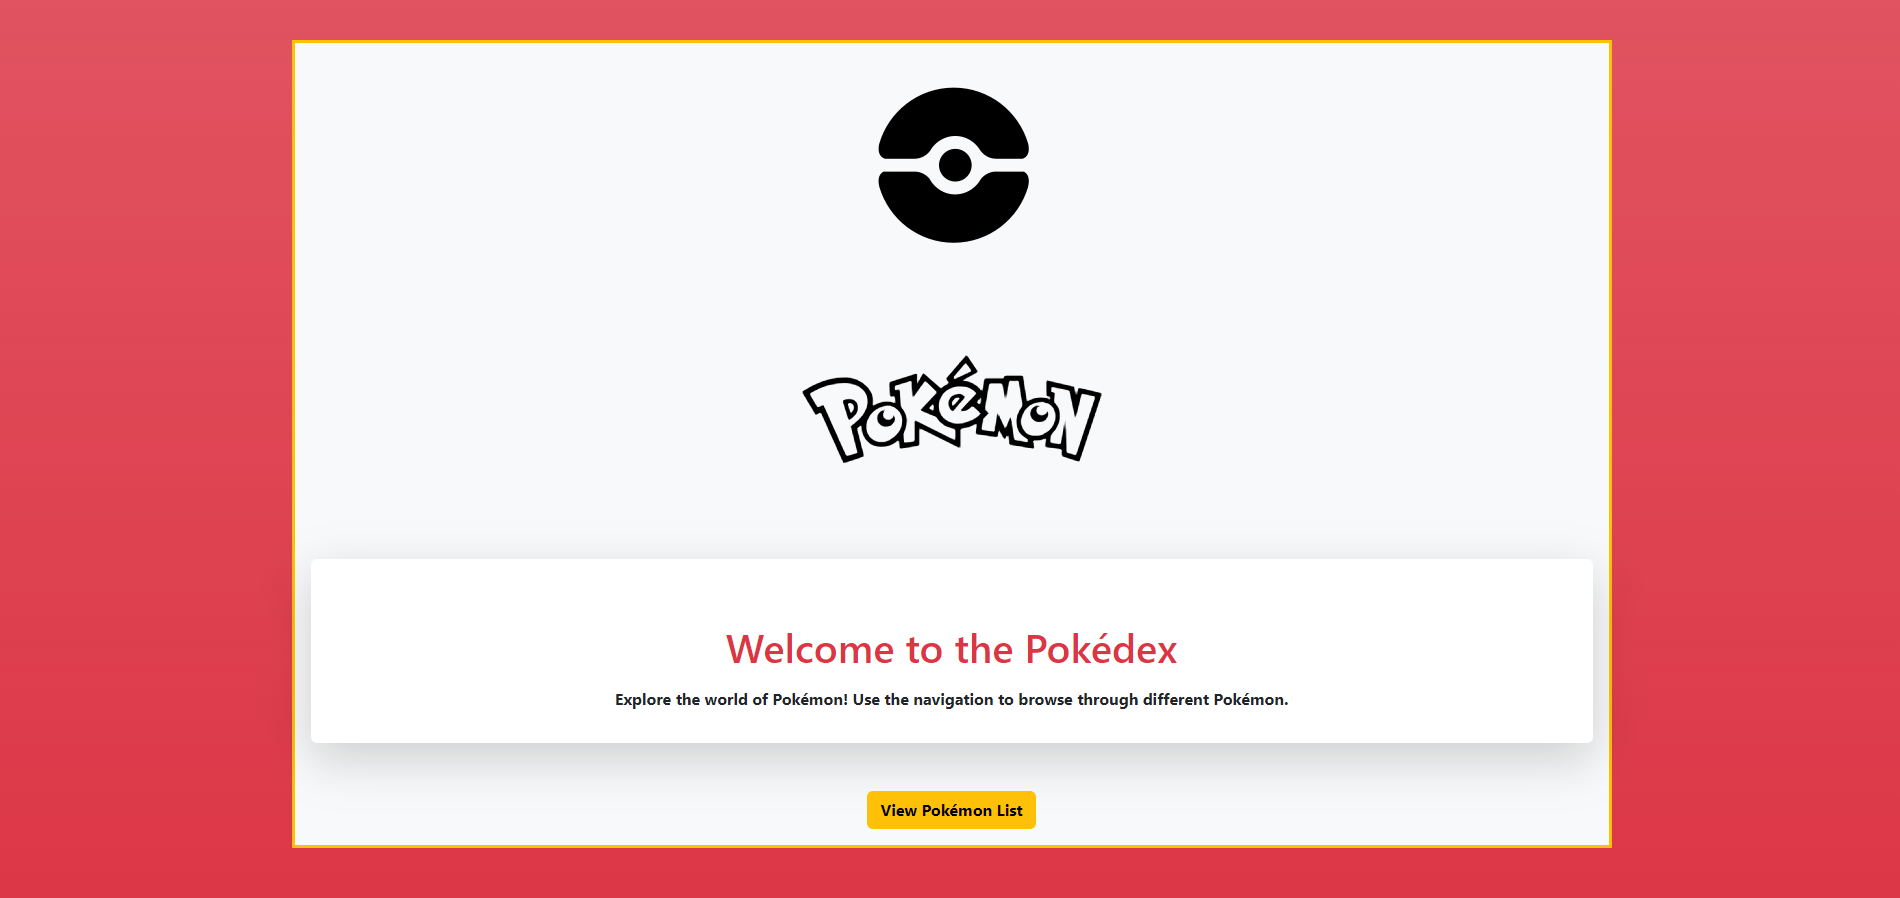 Pokémon
Welcome to the Pokédex
Explore the world of Pokémon! Use the navigation to browse through different Pokémon.
View Pokémon List